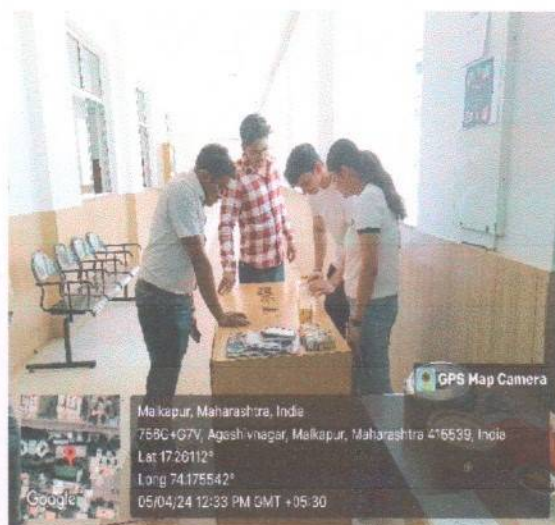 GPS Map Camera
Malkapur, Maharashtra, India
756C+G7V, Agashivnagar, Malkapur, Maharashtra 415539, India
Lat 17.26112°
Long 74.175542°
05/04/24 12:33 PM GMT +05:30
Google